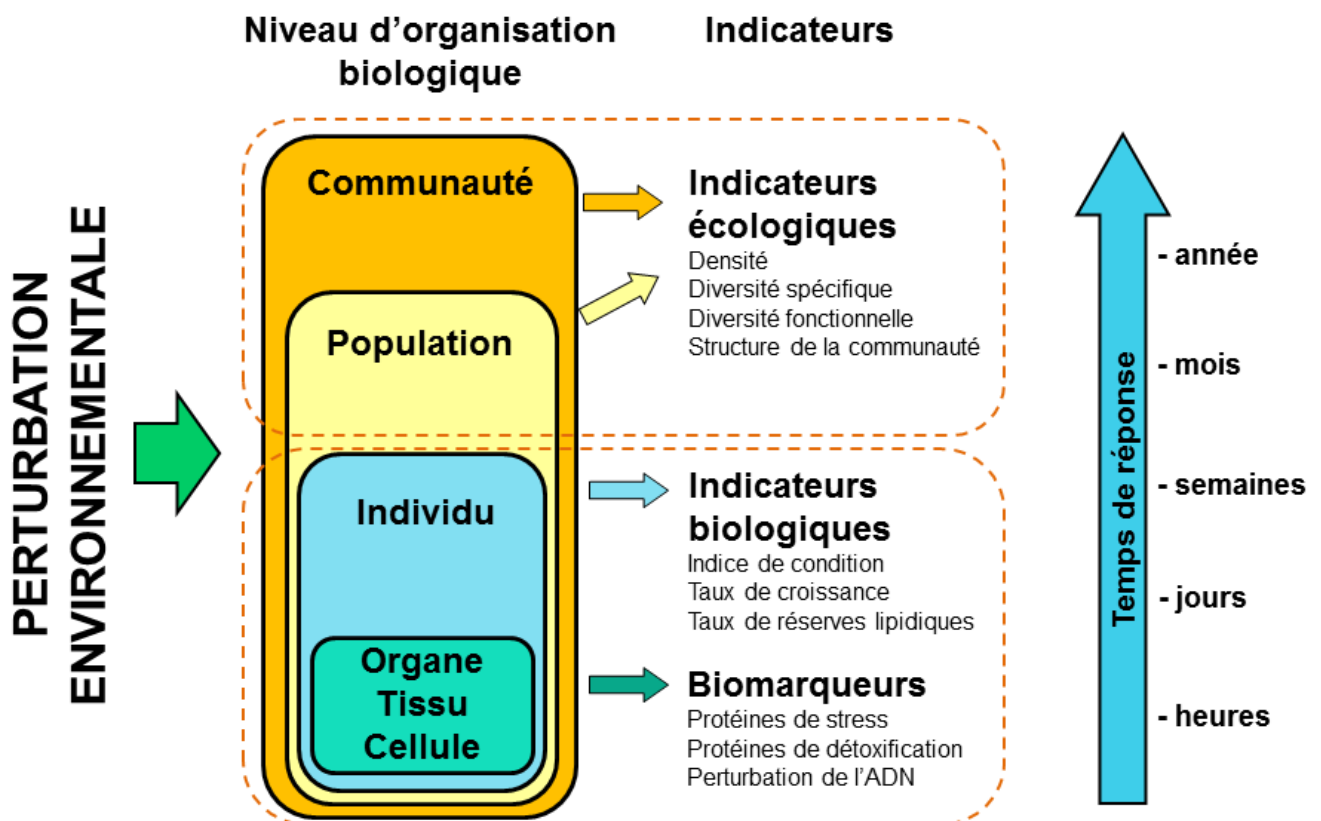 Niveau d'organisation
biologique
Indicateurs
PERTURBATION
ENVIRONNEMENTALE
Communauté
Population
Individu
Organe
Tissu
Cellule
Indicateurs
écologiques
Densité
Diversité spécifique
Diversité fonctionnelle
Structure de la communauté
Indicateurs
biologiques
Indice de condition
Taux de croissance
Taux de réserves lipidiques
Biomarqueurs
Protéines de stress
Protéines de détoxification
Perturbation de l'ADN
Temps de réponse
- année
- mois
- semaines
- jours
- heures